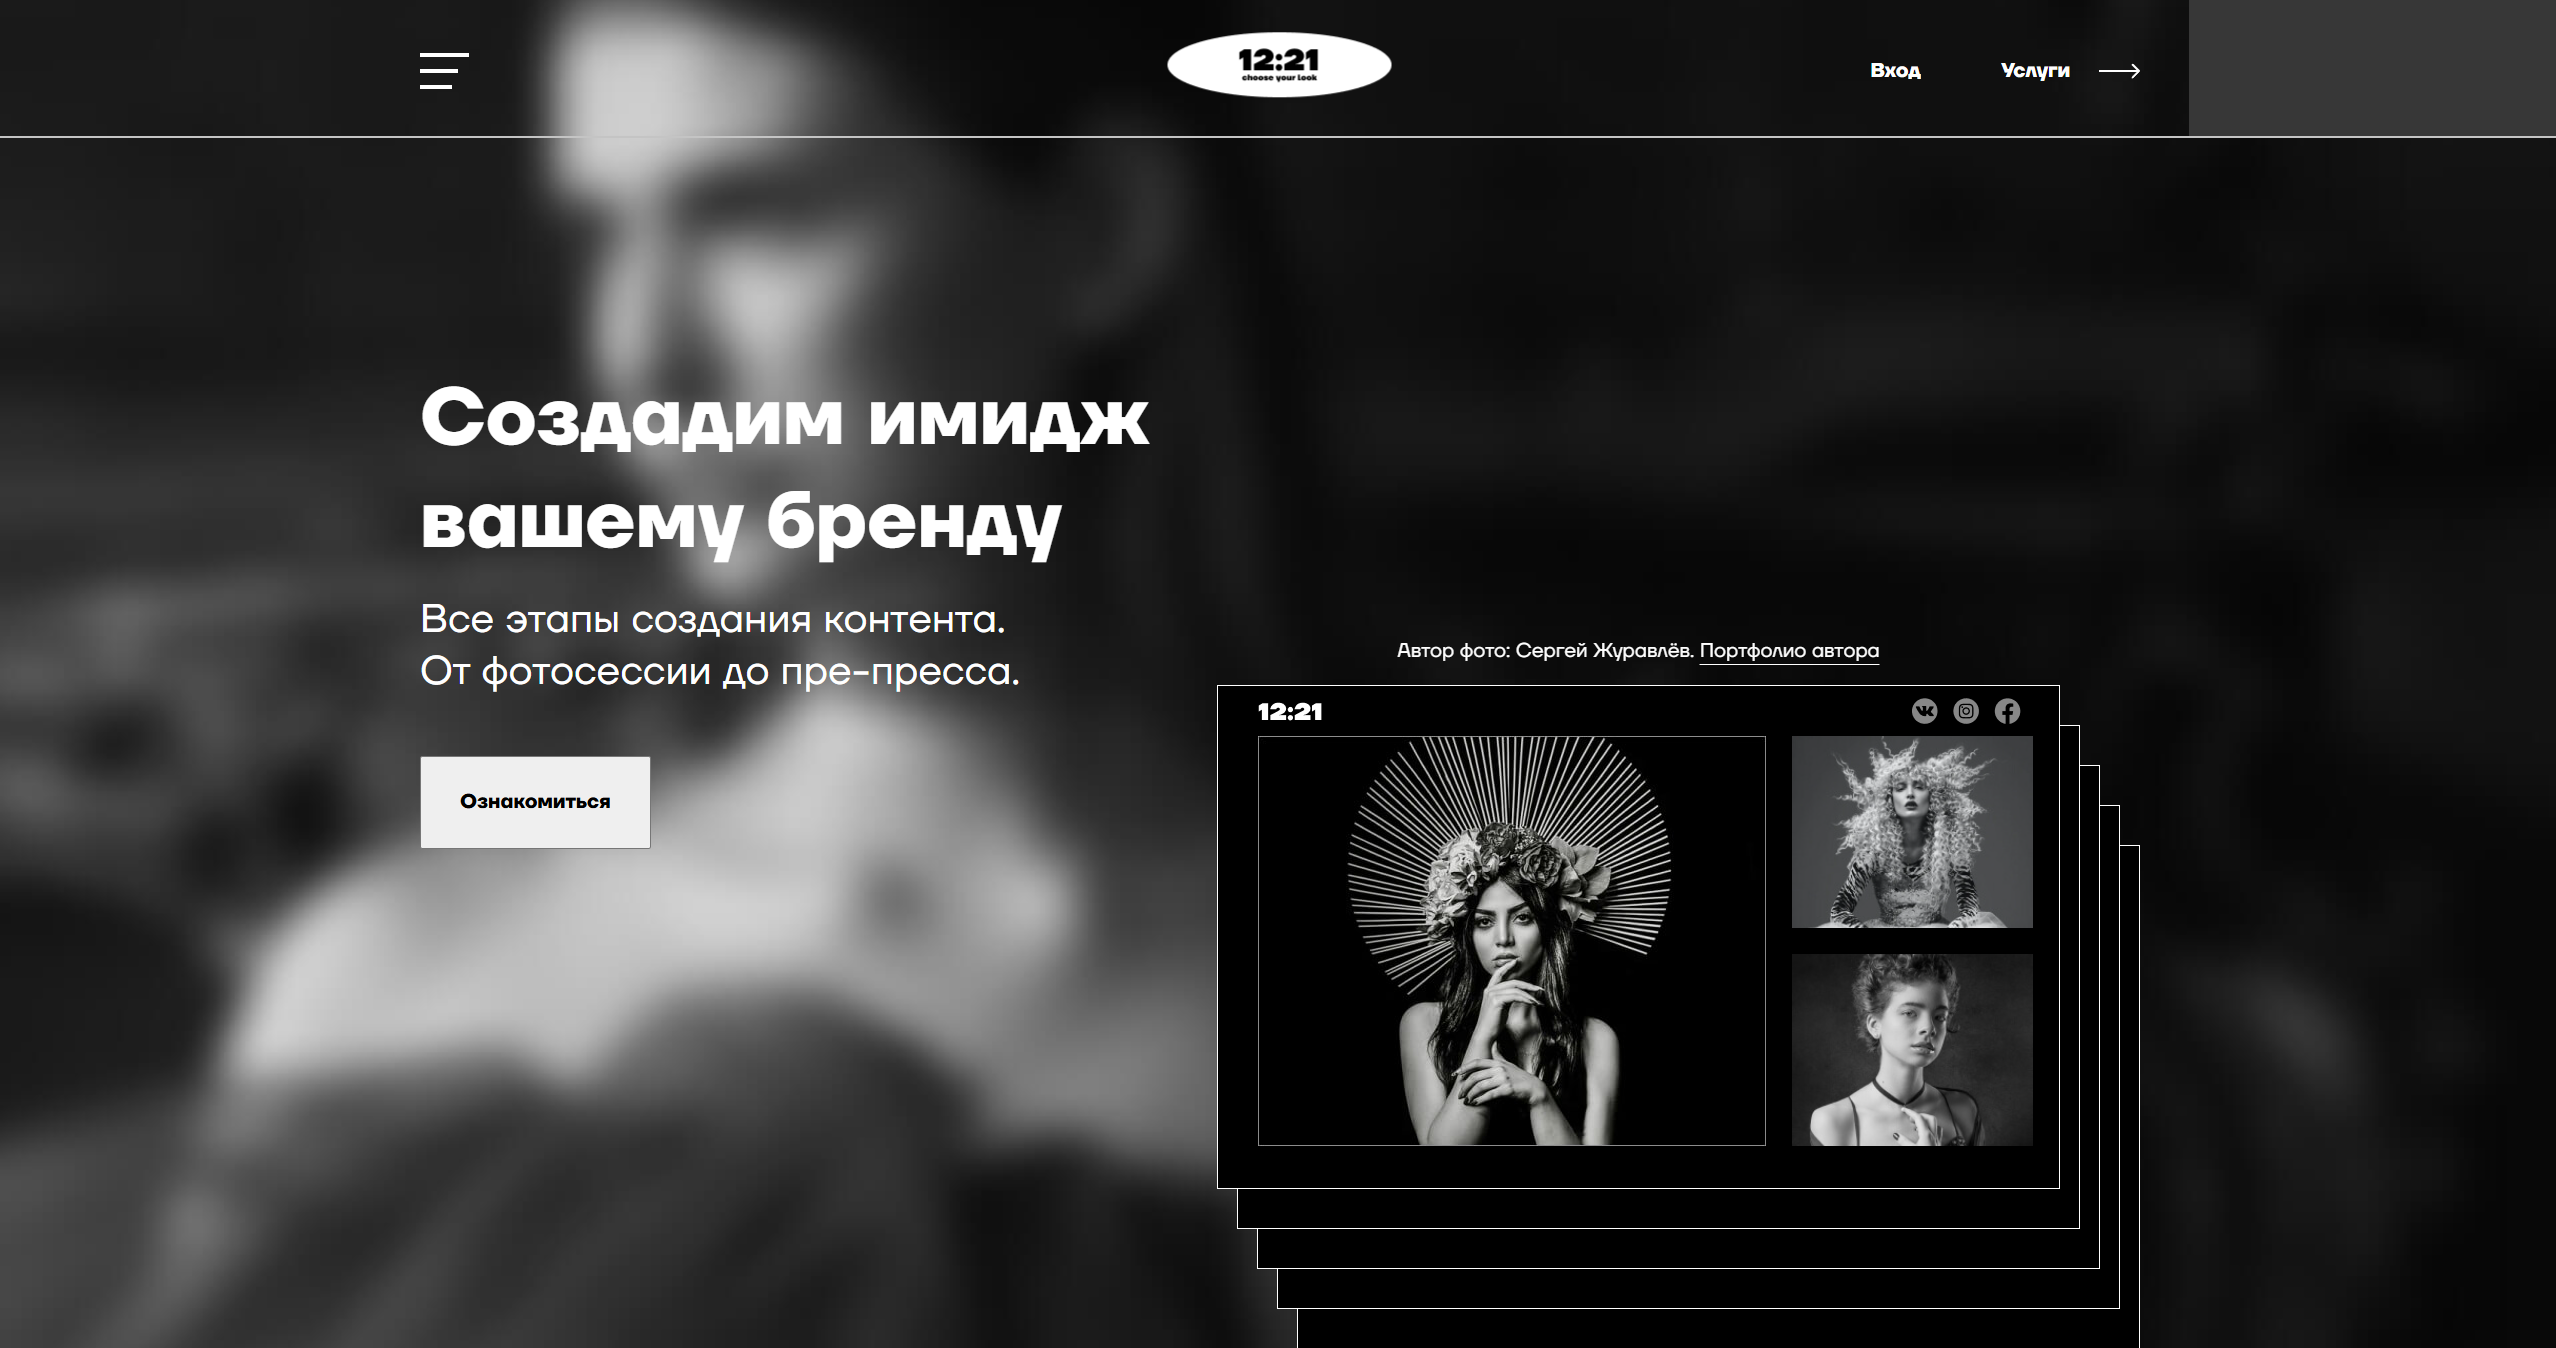 12:21
choose your look
Вход
Услуги
Создадим имидж
вашему бренду
Все этапы создания контента.
От фотосессии до пре-пресса.
Ознакомиться
Автор фото: Сергей Журавлёв. Портфолио автора
12:21